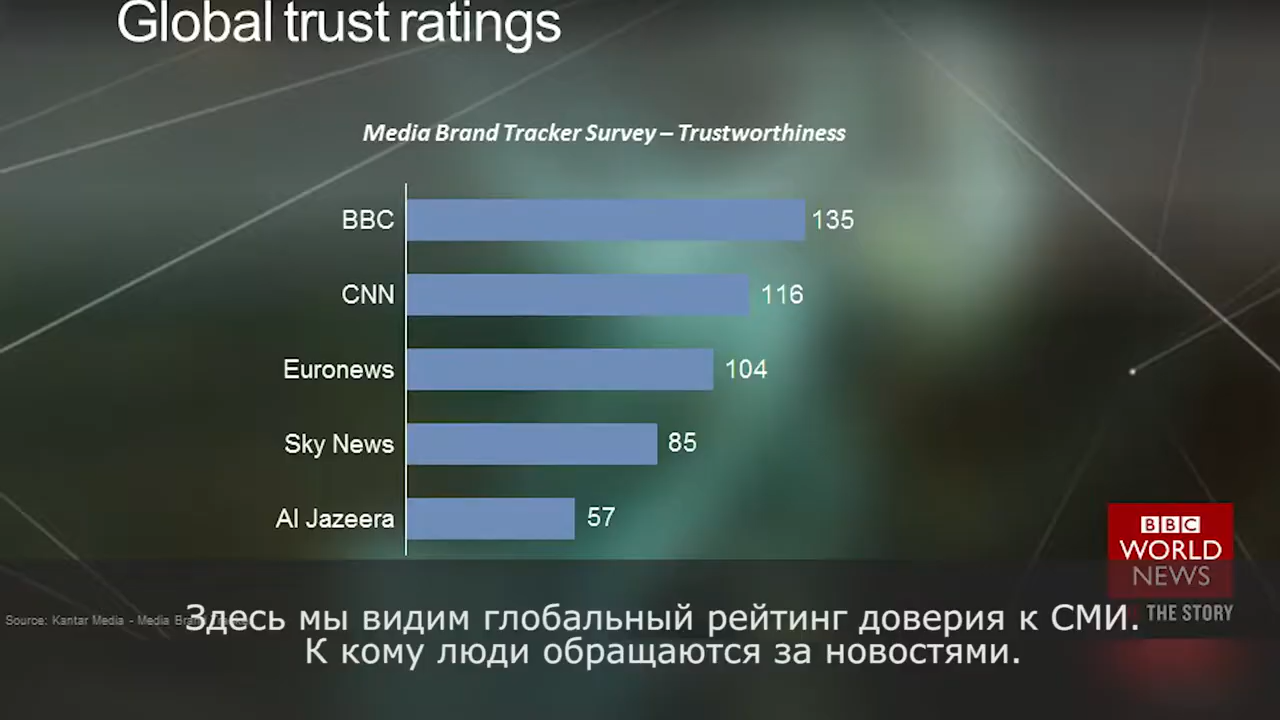 Global trust ratings
Media Brand Tracker Survey – Trustworthiness
BBC 135
CNN 116
Euronews 104
Sky News 85
Al Jazeera 57
BBC
WORLD
NEWS
THE STORY
Source: Kantar Media - Media
Здесь мы видим глобальный рейтинг доверия к СМИ.
К кому люди обращаются за новостями.